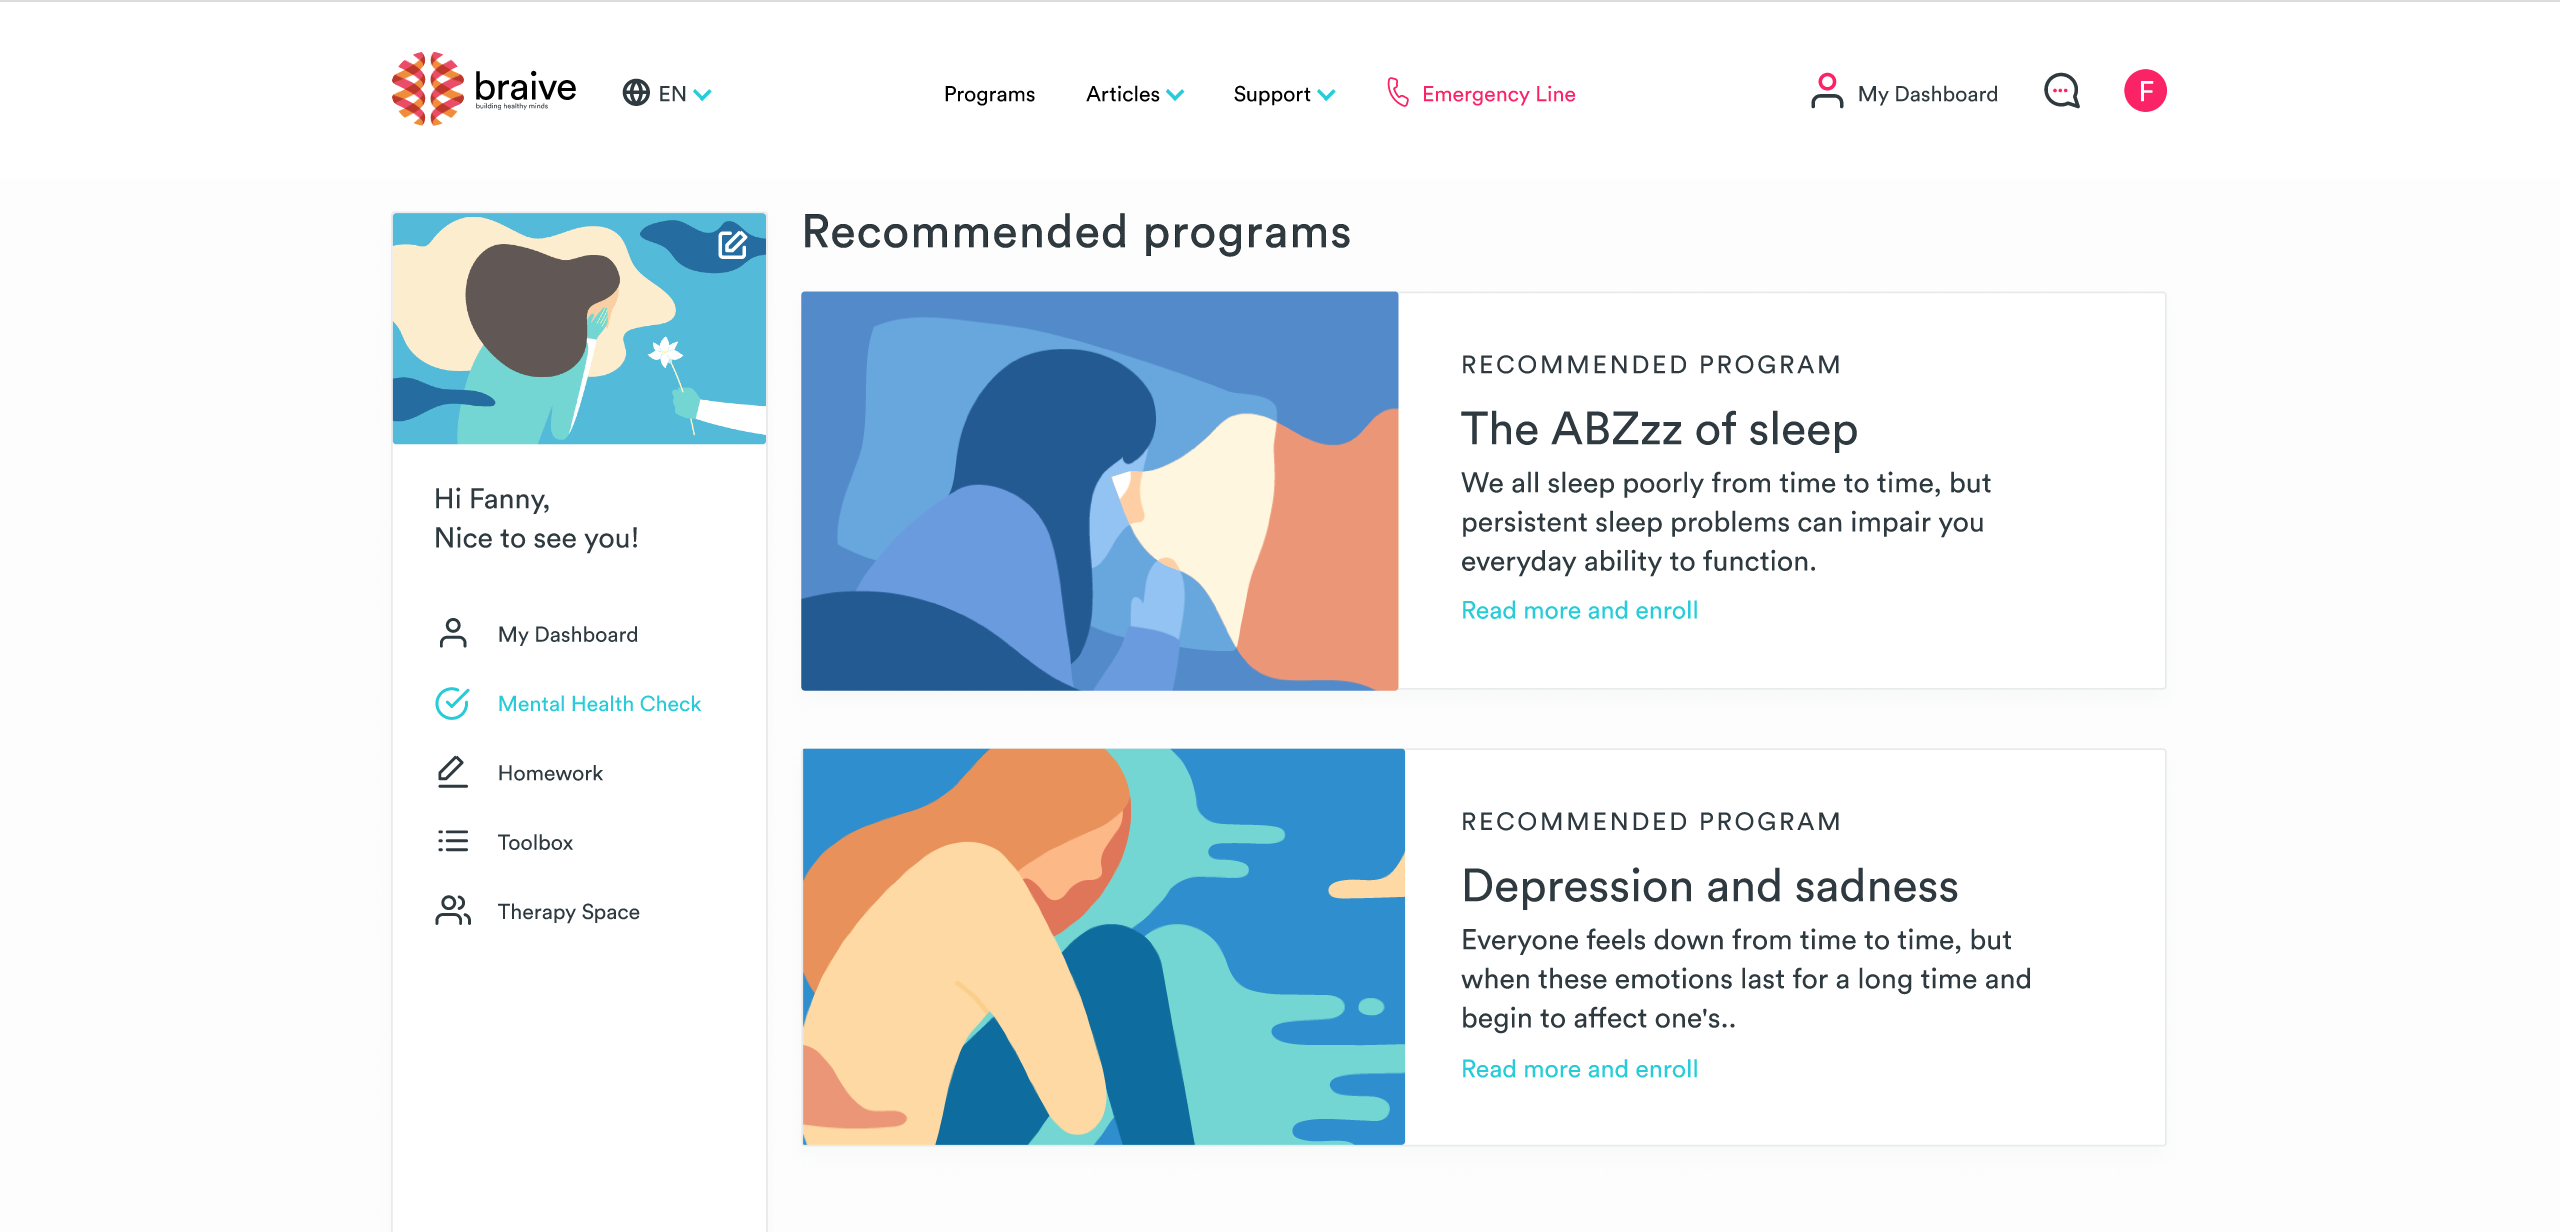 braive
building healthy minds
EN
Programs
Articles
Support
Emergency Line
My Dashboard
F
Hi Fanny,
Nice to see you!
My Dashboard
Mental Health Check
Homework
Toolbox
Therapy Space
Recommended programs
RECOMMENDED PROGRAM
The ABZzz of sleep
We all sleep poorly from time to time, but
persistent sleep problems can impair you
everyday ability to function.
Read more and enroll
RECOMMENDED PROGRAM
Depression and sadness
Everyone feels down from time to time, but
when these emotions last for a long time and
begin to affect one's..
Read more and enroll